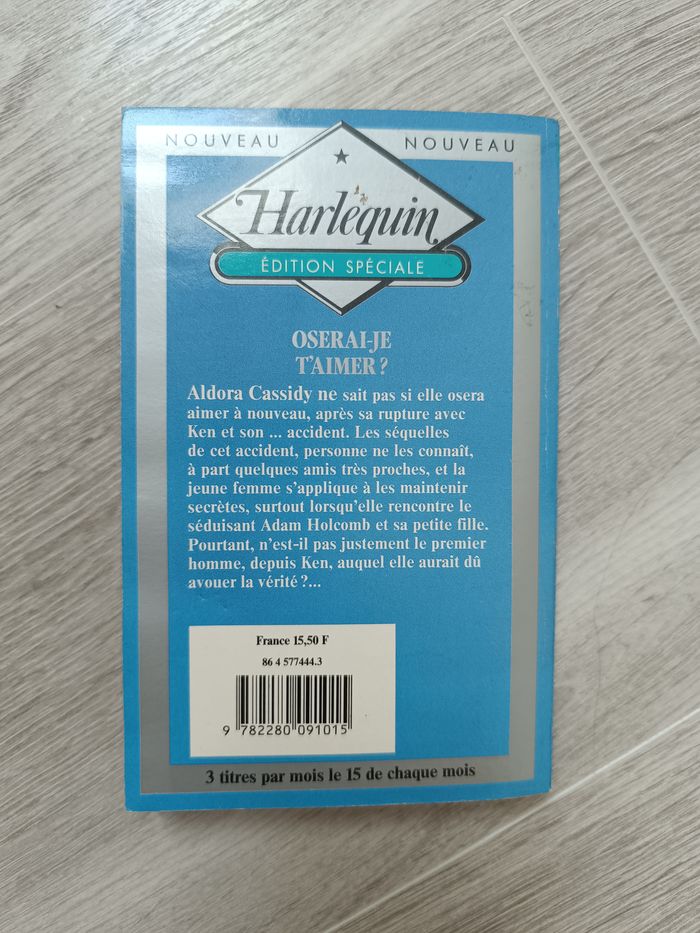 NOUVEAU NOUVEAU
Harlequin
ÉDITION SPÉCIALE
OSERAI-JE
T'AIMER ?
Aldora Cassidy ne sait pas si elle osera
aimer à nouveau, après sa rupture avec
Ken et son ... accident. Les séquelles
de cet accident, personne ne les connaît,
à part quelques amis très proches, et la
jeune femme s'applique à les maintenir
secrètes, surtout lorsqu'elle rencontre le
séduisant Adam Holcomb et sa petite fille.
Pourtant, n'est-il pas justement le premier
homme, depuis Ken, auquel elle aurait dû
avouer la vérité ?...
France 15,50 F
86 4 577444.3
9 782280 091015
3 titres par mois le 15 de chaque mois